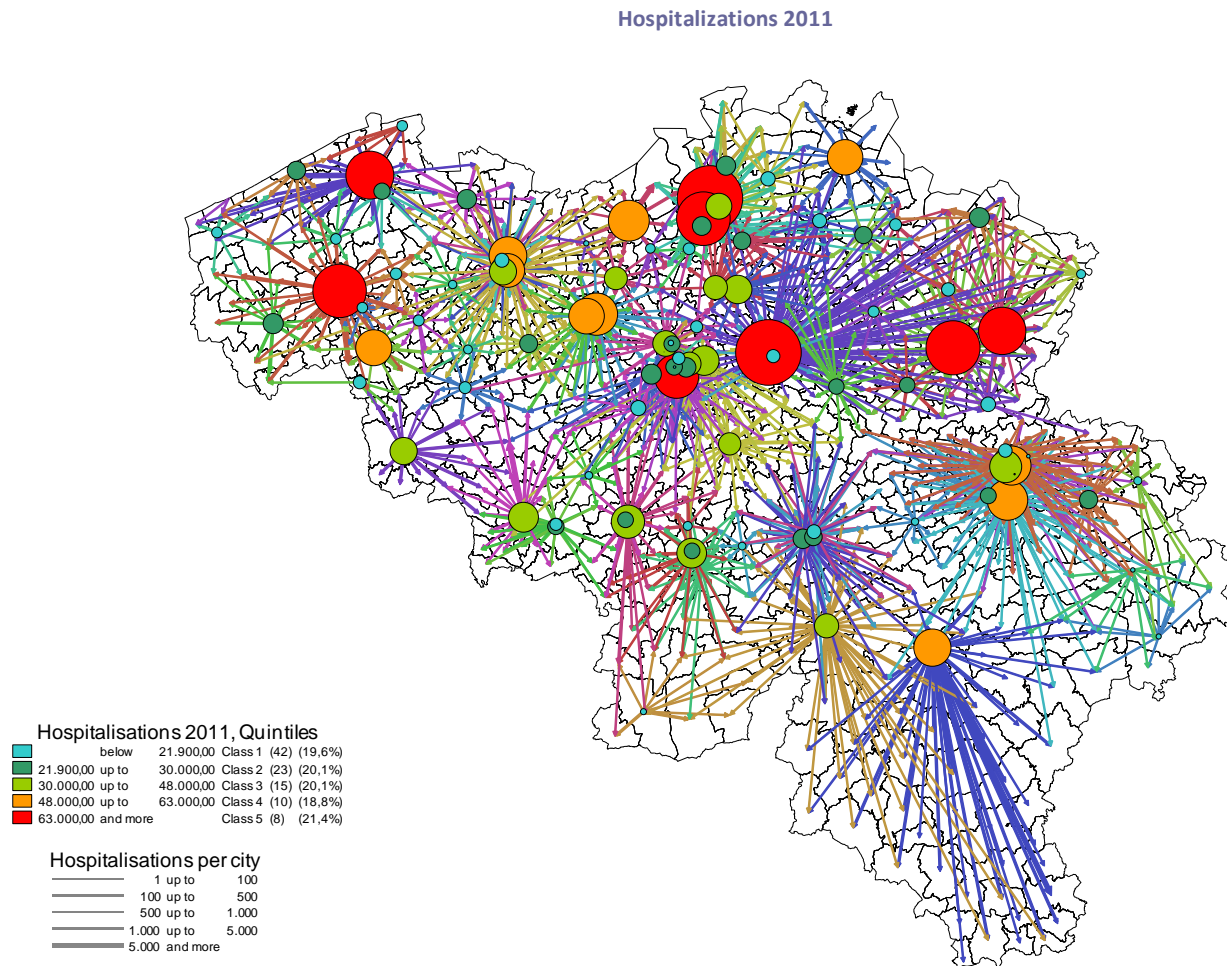 Hospitalizations 2011
Hospitalisations 2011, Quintiles
below 21.900,00 Class 1 (42) (19,6%)
21.900,00 up to 30.000,00 Class 2 (23) (20,1%)
30.000,00 up to 48.000,00 Class 3 (15) (20,1%)
48.000,00 up to 63.000,00 Class 4 (10) (18,8%)
63.000,00 and more Class 5 (8) (21,4%)
Hospitalisations per city
1 up to 100
100 up to 500
500 up to 1.000
1.000 up to 5.000
5.000 and more